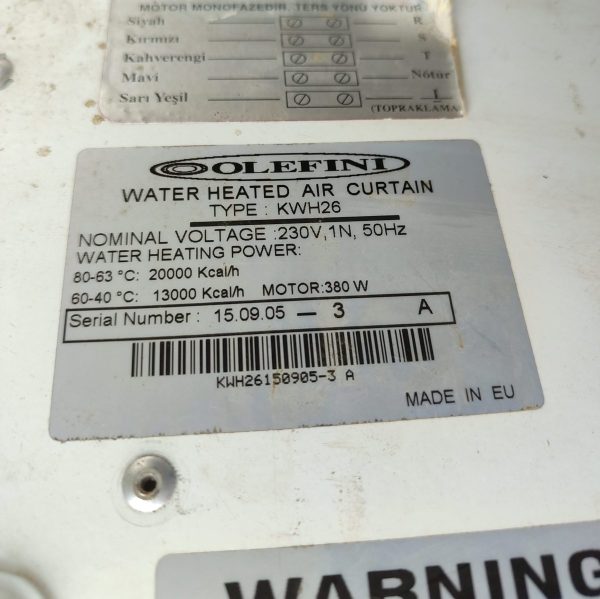 MOTOR MONOFAZEDİR. TERS YÖNÜ YOKTUR
Siyah R
Kırmızı S
Kahverengi T
Mavi Nötür
Sarı Yeşil
(TOPRAKLAMA)
OLEFINI
WATER HEATED AIR CURTAIN
TYPE : KWH26
NOMINAL VOLTAGE :230V,1N, 50Hz
WATER HEATING POWER:
80-63 °C: 20000 Kcal/h
60-40 °C: 13000 Kcal/h MOTOR:380 W
Serial Number : 15.09.05 — 3 A
KWH26150905-3 A
MADE IN EU
WARNING